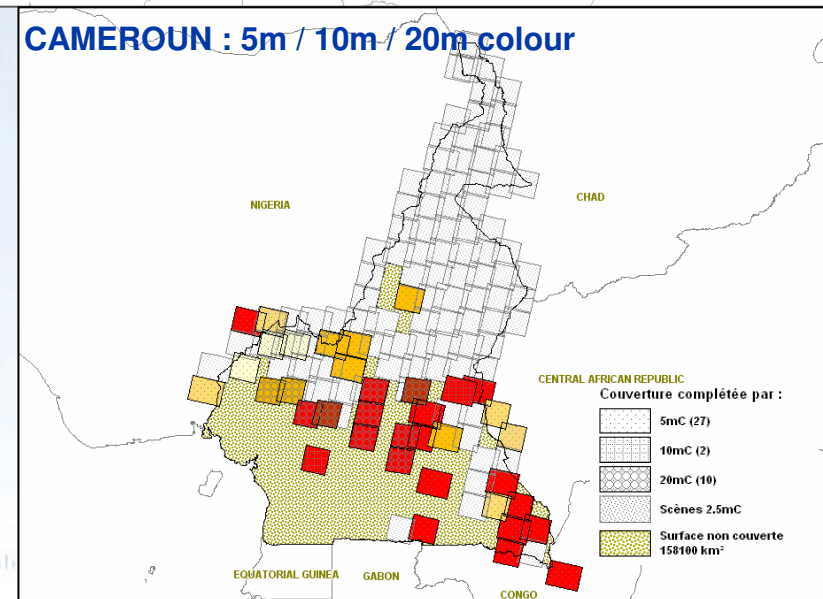 CAMEROUN : 5m / 10m / 20m colour
NIGERIA
CHAD
CENTRAL AFRICAN REPUBLIC
Couverture complétée par :
5mC (27)
10mC (2)
20mC (10)
Scènes 2.5mC
Surface non couverte
158100 km²
EQUATORIAL GUINEA
GABON
CONGO